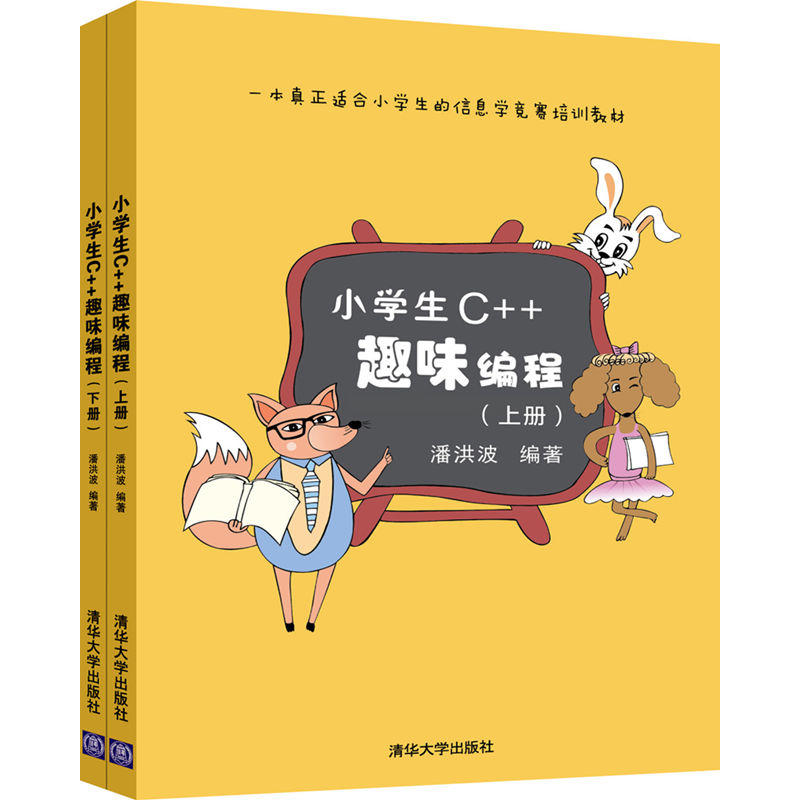 一本真正适合小学生的信息学竞赛培训教材
小学生C++
趣味编程
（上册）
潘洪波 编著
清华大学出版社
小学生C++趣味编程（上册）
潘洪波 编著
清华大学出版社
小学生C++趣味编程（下册）
潘洪波 编著
清华大学出版社